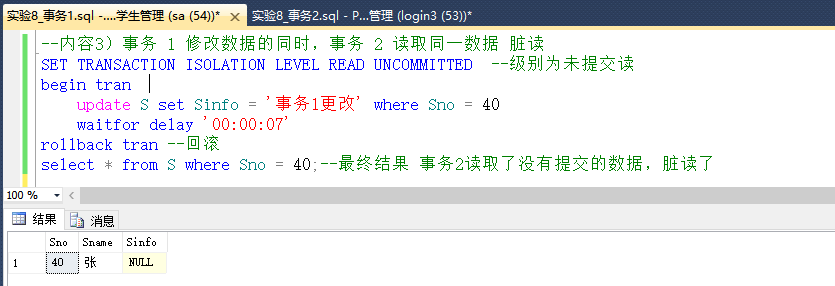 实验8_事务1.sql -....学生管理 (sa (54))* 实验8_事务2.sql - P...管理 (login3 (53))*
--内容3) 事务 1 修改数据的同时，事务 2 读取同一数据 脏读
SET TRANSACTION ISOLATION LEVEL READ UNCOMMITTED --级别为未提交读
begin tran
update S set Sinfo = '事务1更改' where Sno = 40
waitfor delay '00:00:07'
rollback tran --回滚
select * from S where Sno = 40;--最终结果 事务2读取了没有提交的数据，脏读了
100 %
结果 消息
Sno Sname Sinfo
1 40 张 NULL